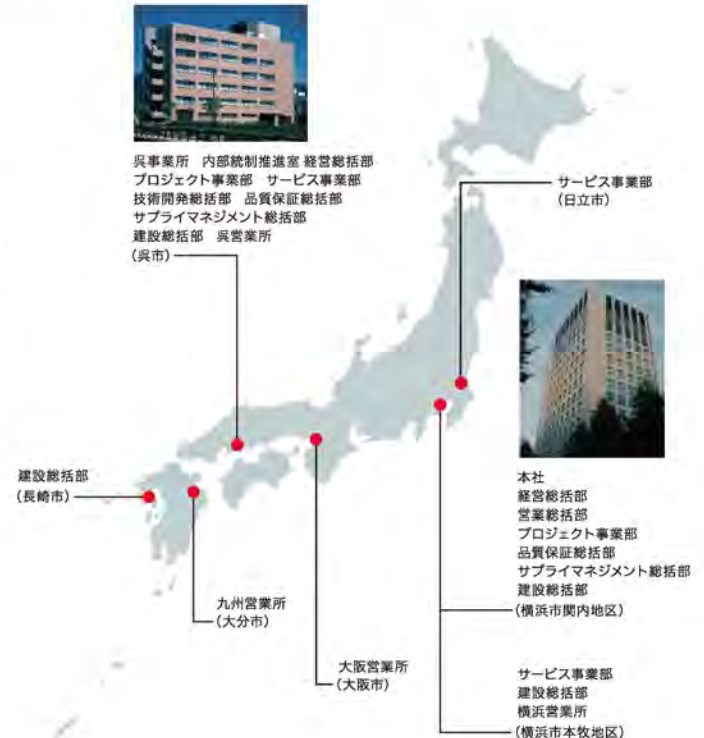 呉事業所 内部統制推進室 経営総括部
プロジェクト事業部 サービス事業部
技術開発総括部 品質保証総括部
サプライマネジメント総括部
建設総括部 呉営業所
(呉市)
サービス事業部
(日立市)
本社
経営総括部
営業総括部
プロジェクト事業部
品質保証総括部
サプライマネジメント総括部
建設総括部
(横浜市関内地区)
建設総括部
(長崎市)
九州営業所
(大分市)
大阪営業所
(大阪市)
サービス事業部
建設総括部
横浜営業所
(横浜市本牧地区)